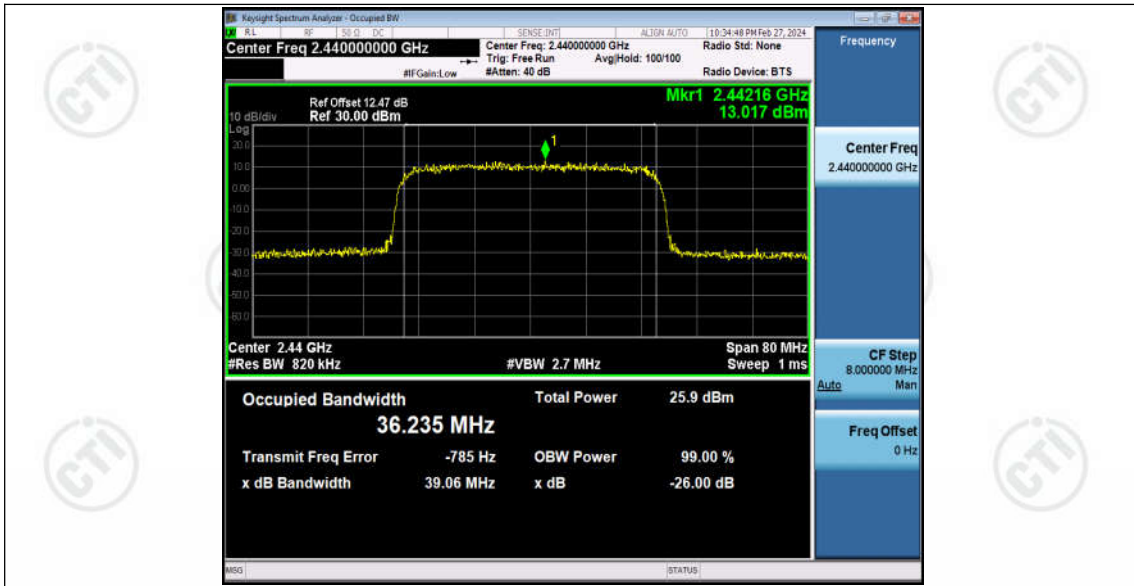 Keysight Spectrum Analyzer - Occupied BW
RL RF 50 Ω DC SENSE:INT ALIGN AUTO 10:34:48 PM Feb 27, 2024
Center Freq 2.440000000 GHz
Center Freq: 2.440000000 GHz Radio Std: None
Trig: Free Run Avg|Hold: 100/100
#IFGain:Low #Atten: 40 dB Radio Device: BTS
Frequency
Ref Offset 12.47 dB
10 dB/div Ref 30.00 dBm
Mkr1 2.44216 GHz
13.017 dBm
Log
20.0
10.0
0.00
-10.0
-20.0
-30.0
-40.0
-50.0
-60.0
1
Center 2.44 GHz Span 80 MHz
#Res BW 820 kHz #VBW 2.7 MHz Sweep 1 ms
Occupied Bandwidth Total Power 25.9 dBm
36.235 MHz
Transmit Freq Error -785 Hz OBW Power 99.00 %
x dB Bandwidth 39.06 MHz x dB -26.00 dB
Center Freq
2.440000000 GHz
CF Step
8.000000 MHz
Auto Man
Freq Offset
0 Hz
MSG STATUS
CTI
CTI
CTI
CTI